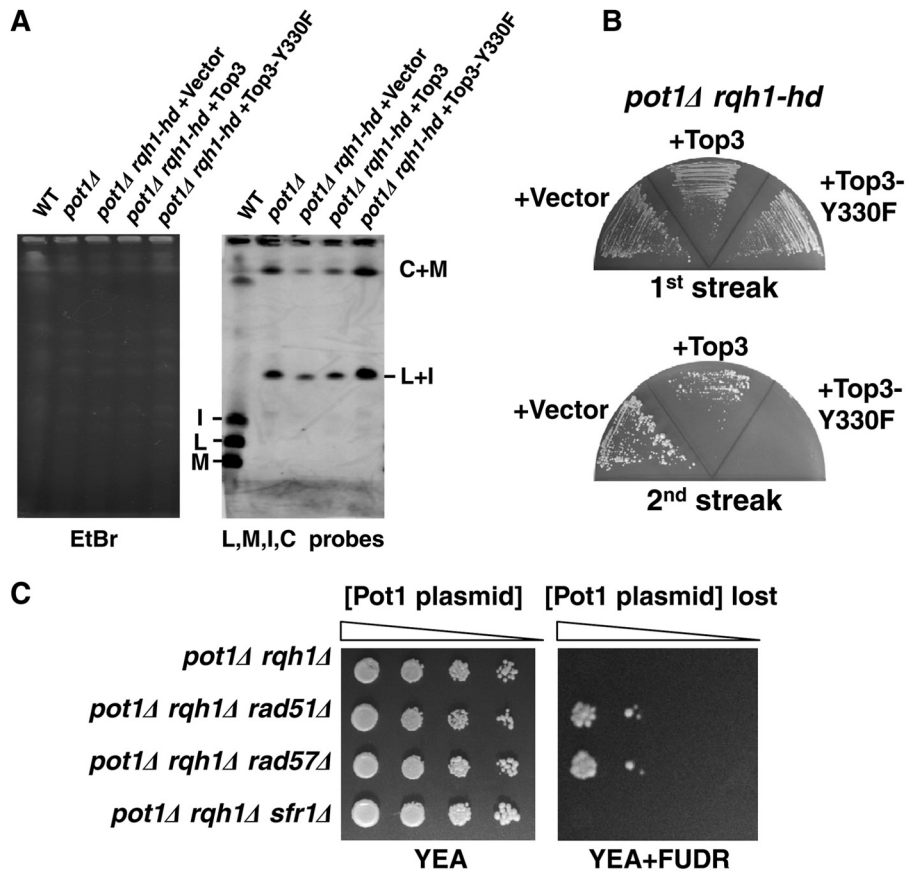 A
WT
pot1Δ
pot1Δ rqh1-hd +Vector
pot1Δ rqh1-hd +Top3
pot1Δ rqh1-hd +Top3-Y330F
WT
pot1Δ
pot1Δ rqh1-hd +Vector
pot1Δ rqh1-hd +Top3
pot1Δ rqh1-hd +Top3-Y330F
C+M
L+I
I
L
M
EtBr
L,M,I,C probes
B
pot1Δ rqh1-hd
+Top3
+Vector
+Top3-
Y330F
1st streak
+Top3
+Vector
+Top3-
Y330F
2nd streak
C
[Pot1 plasmid]
[Pot1 plasmid] lost
pot1Δ rqh1Δ
pot1Δ rqh1Δ rad51Δ
pot1Δ rqh1Δ rad57Δ
pot1Δ rqh1Δ sfr1Δ
YEA
YEA+FUDR